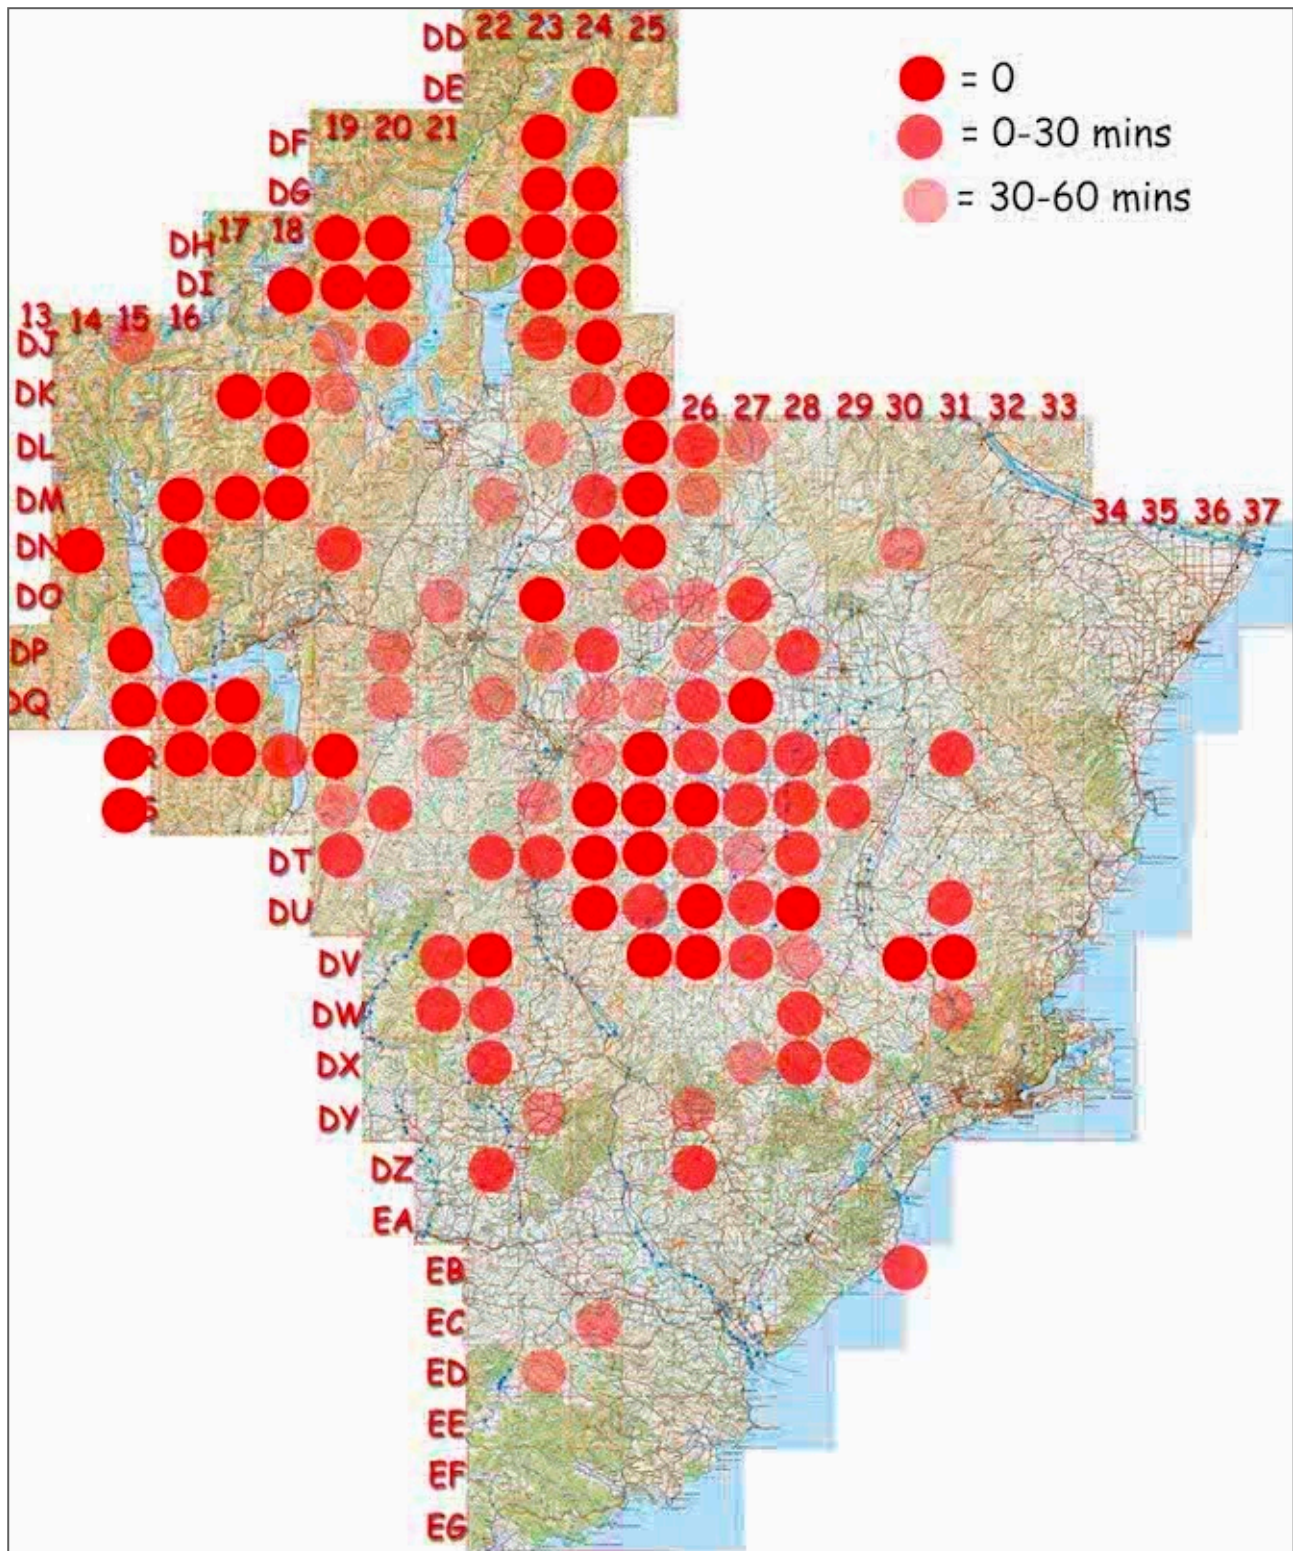 DD 22 23 24 25
DE
= 0
= 0-30 mins
= 30-60 mins
DF 19 20 21
DG
DH 17 18
DI
13 14 15 16
DJ
DK
26 27 28 29 30 31 32 33
DL
DM
34 35 36 37
DN
DO
DP
DQ
R
S
DT
DU
DV
DW
DX
DY
DZ
EA
EB
EC
ED
EE
EF
EG